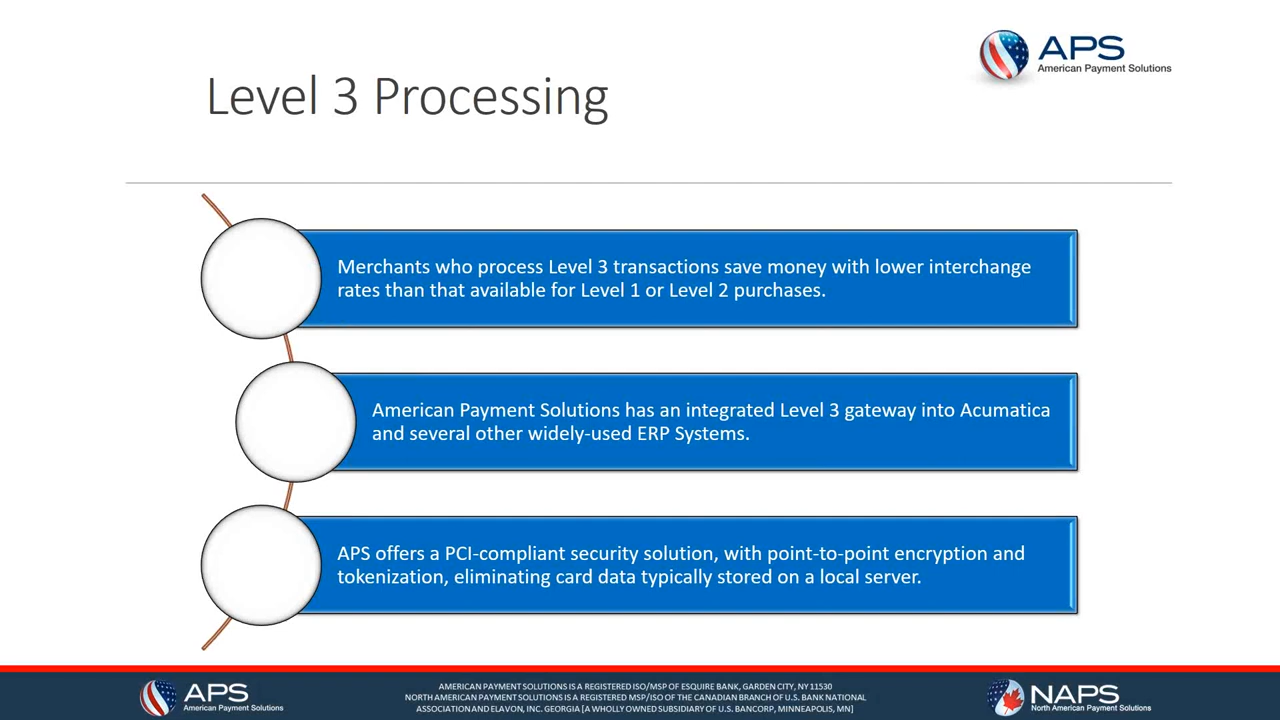 APS
American Payment Solutions
Level 3 Processing
Merchants who process Level 3 transactions save money with lower interchange
rates than that available for Level 1 or Level 2 purchases.
American Payment Solutions has an integrated Level 3 gateway into Acumatica
and several other widely-used ERP Systems.
APS offers a PCI-compliant security solution, with point-to-point encryption and
tokenization, eliminating card data typically stored on a local server.
APS
American Payment Solutions
AMERICAN PAYMENT SOLUTIONS IS A REGISTERED ISO/MSP OF ESQUIRE BANK, GARDEN CITY, NY 11530
NORTH AMERICAN PAYMENT SOLUTIONS IS A REGISTERED MSP/ISO OF THE CANADIAN BRANCH OF U.S. BANK NATIONAL
ASSOCIATION AND ELAVON, INC. GEORGIA [A WHOLLY OWNED SUBSIDIARY OF U.S. BANCORP, MINNEAPOLIS, MN]
NAPS
North American Payment Solutions